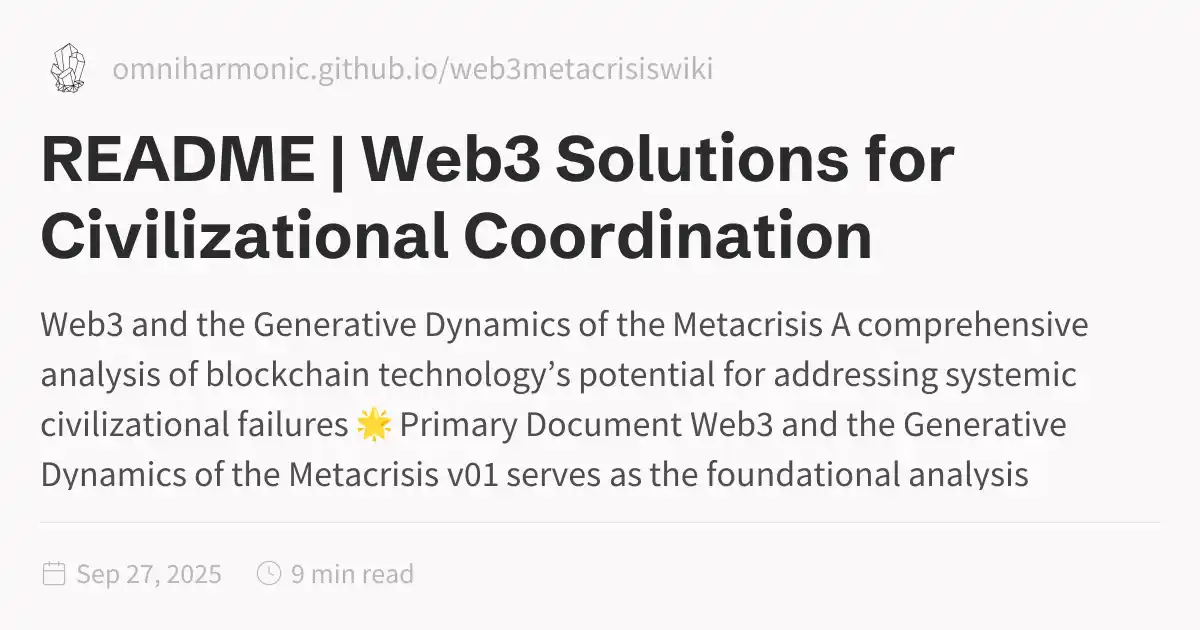 omniharmonic.github.io/web3metacrisiswiki
README | Web3 Solutions for
Civilizational Coordination
Web3 and the Generative Dynamics of the Metacrisis A comprehensive
analysis of blockchain technology’s potential for addressing systemic
civilizational failures 🌟 Primary Document Web3 and the Generative
Dynamics of the Metacrisis v01 serves as the foundational analysis
Sep 27, 2025 9 min read